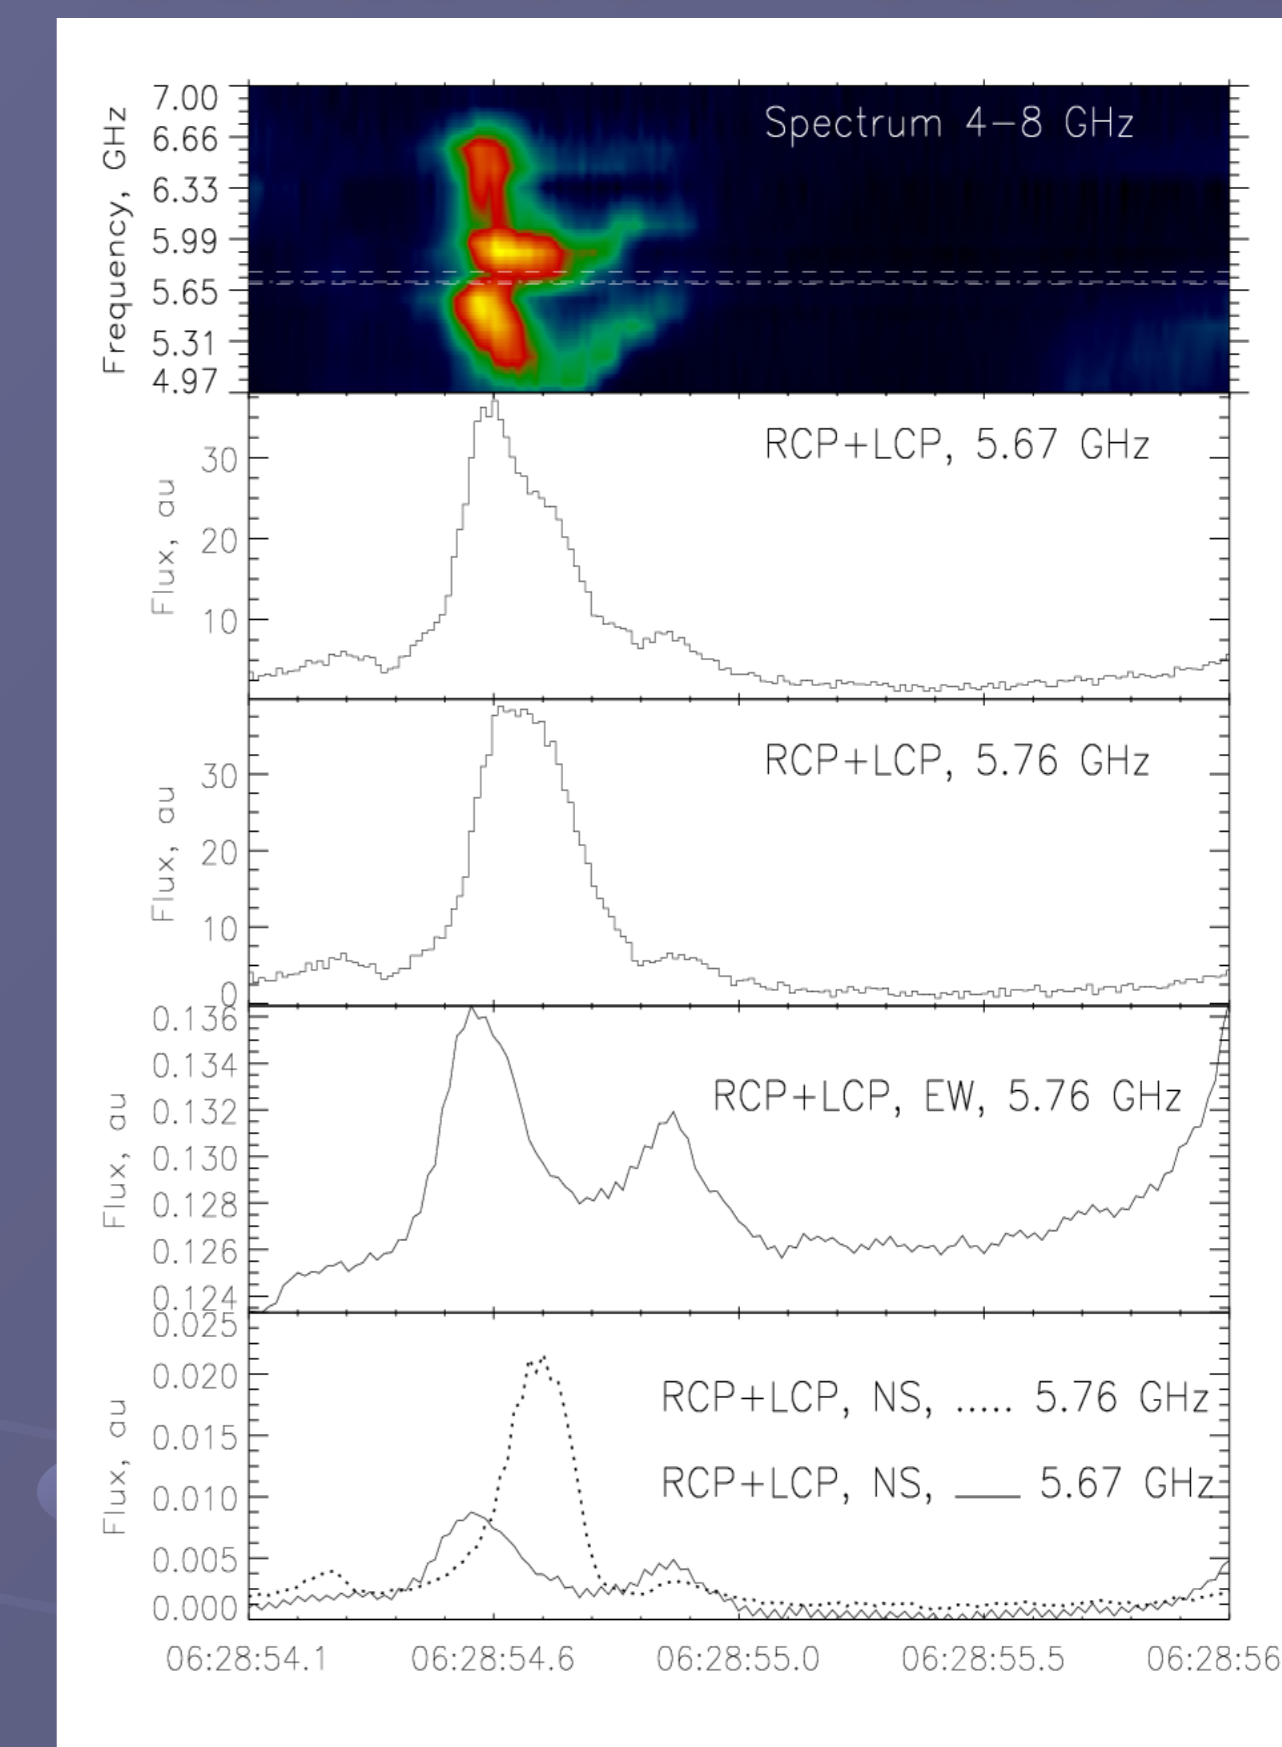 Frequency, GHz
7.00
6.66
6.33
5.99
5.65
5.31
4.97
Spectrum 4-8 GHz
Flux, au
30
20
10
RCP+LCP, 5.67 GHz
Flux, au
30
20
10
0
RCP+LCP, 5.76 GHz
Flux, au
0.136
0.134
0.132
0.130
0.128
0.126
0.124
RCP+LCP, EW, 5.76 GHz
Flux, au
0.025
0.020
0.015
0.010
0.005
0.000
RCP+LCP, NS, ..... 5.76 GHz
RCP+LCP, NS, ___ 5.67 GHz
06:28:54.1 06:28:54.6 06:28:55.0 06:28:55.5 06:28:56